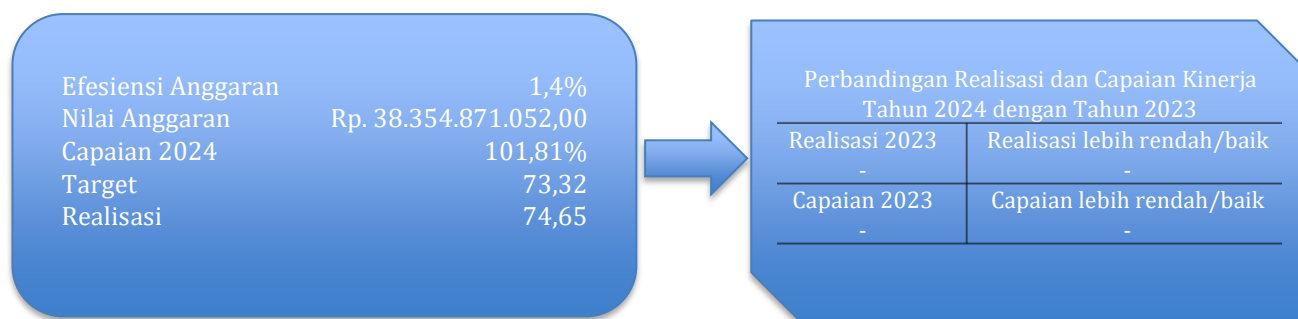 Efesiensi Anggaran 1,4%
Nilai Anggaran Rp. 38.354.871.052,00
Capaian 2024 101,81%
Target 73,32
Realisasi 74,65
Perbandingan Realisasi dan Capaian Kinerja
Tahun 2024 dengan Tahun 2023
Realisasi 2023 Realisasi lebih rendah/baik
- -
Capaian 2023 Capaian lebih rendah/baik
- -